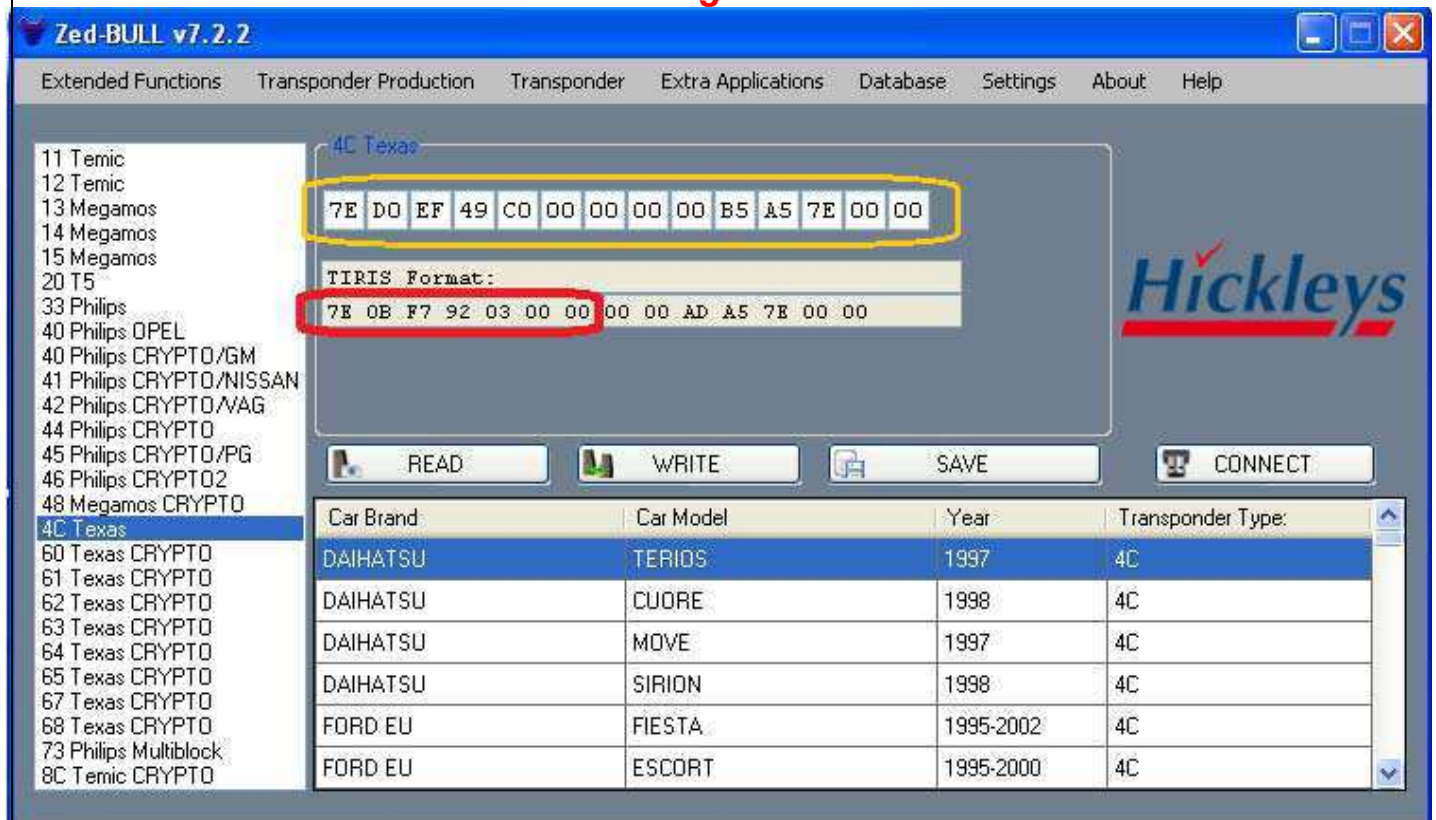 Zed-BULL v7.2.2
Extended Functions Transponder Production Transponder Extra Applications Database Settings About Help
11 Temic
12 Temic
13 Megamos
14 Megamos
15 Megamos
20 T5
33 Philips
40 Philips OPEL
40 Philips CRYPTO/GM
41 Philips CRYPTO/NISSAN
42 Philips CRYPTO/VAG
44 Philips CRYPTO
45 Philips CRYPTO/PG
46 Philips CRYPTO2
48 Megamos CRYPTO
4C Texas
60 Texas CRYPTO
61 Texas CRYPTO
62 Texas CRYPTO
63 Texas CRYPTO
64 Texas CRYPTO
65 Texas CRYPTO
67 Texas CRYPTO
68 Texas CRYPTO
73 Philips Multiblock
8C Temic CRYPTO
4C Texas
7E D0 EF 49 C0 00 00 00 00 B5 A5 7E 00 00
TIRIS Format:
7E 0B F7 92 03 00 00 00 00 AD A5 7E 00 00
Hickleys
READ WRITE SAVE CONNECT
Car Brand Car Model Year Transponder Type:
DAIHATSU TERIOS 1997 4C
DAIHATSU CUORE 1998 4C
DAIHATSU MOVE 1997 4C
DAIHATSU SIRION 1998 4C
FORD EU FIESTA 1995-2002 4C
FORD EU ESCORT 1995-2000 4C